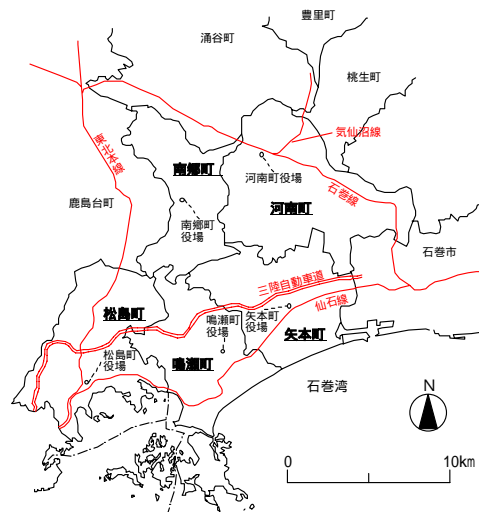 豊里町
涌谷町
桃生町
気仙沼線
東北本線
南郷町
河南町役場
石巻線
鹿島台町
河南町
南郷町
役場
石巻市
三陸自動車道
仙石線
松島町
鳴瀬町
役場
矢本町
役場
矢本町
松島町
役場
鳴瀬町
石巻湾
N
0
10km